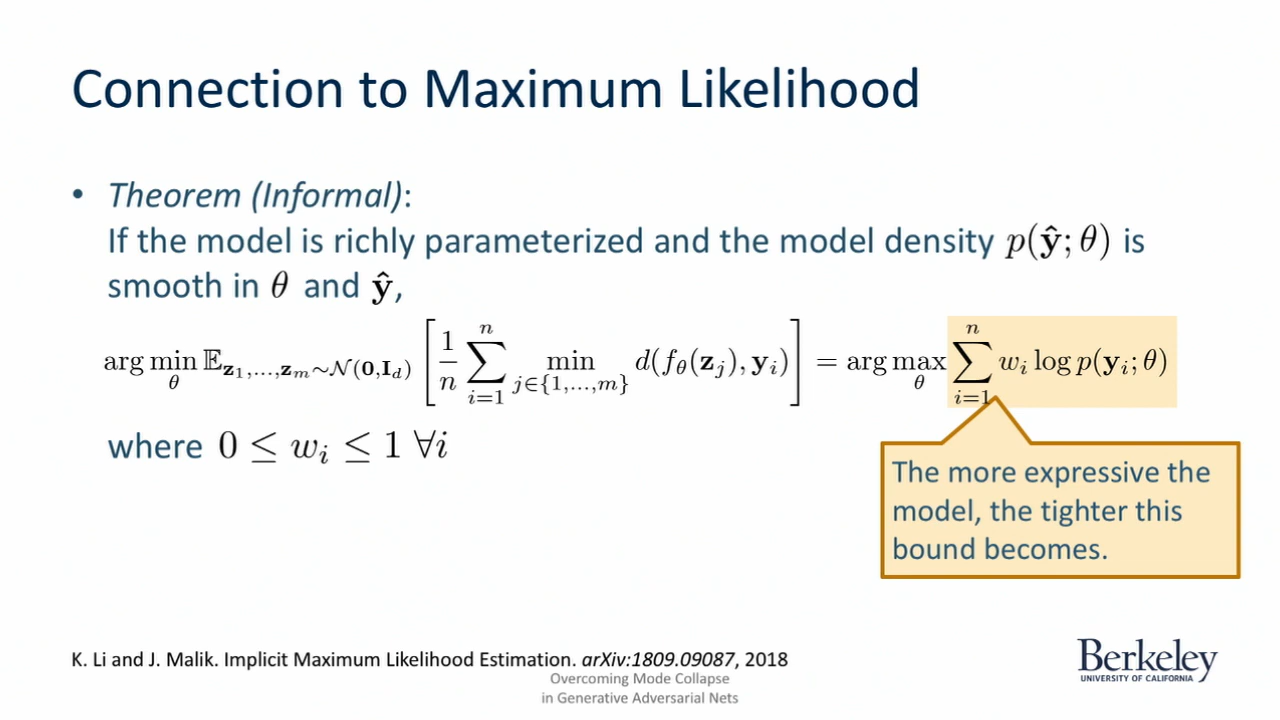 Connection to Maximum Likelihood
• Theorem (Informal):
If the model is richly parameterized and the model density p(ŷ; θ) is
smooth in θ and ŷ,
arg min_θ 𝔼_{z₁,...,z_m∼𝒩(0,I_d)} [ 1/n ∑_{i=1}^{n} min_{j∈{1,...,m}} d(f_θ(z_j), y_i) ] = arg max_θ ∑_{i=1}^{n} w_i log p(y_i; θ)
where 0 ≤ w_i ≤ 1 ∀i
The more expressive the
model, the tighter this
bound becomes.
K. Li and J. Malik. Implicit Maximum Likelihood Estimation. arXiv:1809.09087, 2018
Overcoming Mode Collapse
in Generative Adversarial Nets
Berkeley
UNIVERSITY OF CALIFORNIA